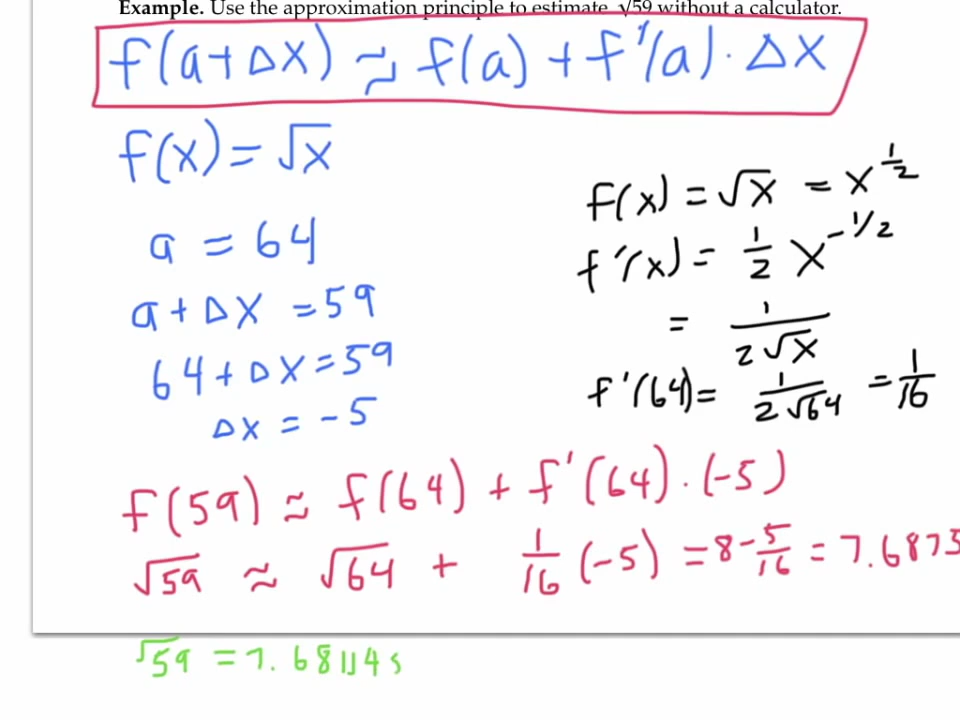 Example. Use the approximation principle to estimate √59 without a calculator.
f(a+Δx) ≈ f(a) + f'(a)·Δx
f(x) = √x
a = 64
a + Δx = 59
64 + Δx = 59
Δx = -5
f(x) = √x = x^1/2
f'(x) = 1/2 x^-1/2
= 1/(2√x)
f'(64) = 1/(2√64) = 1/16
f(59) ≈ f(64) + f'(64)·(-5)
√59 ≈ √64 + 1/16 (-5) = 8 - 5/16 = 7.6875
√59 = 7.681145